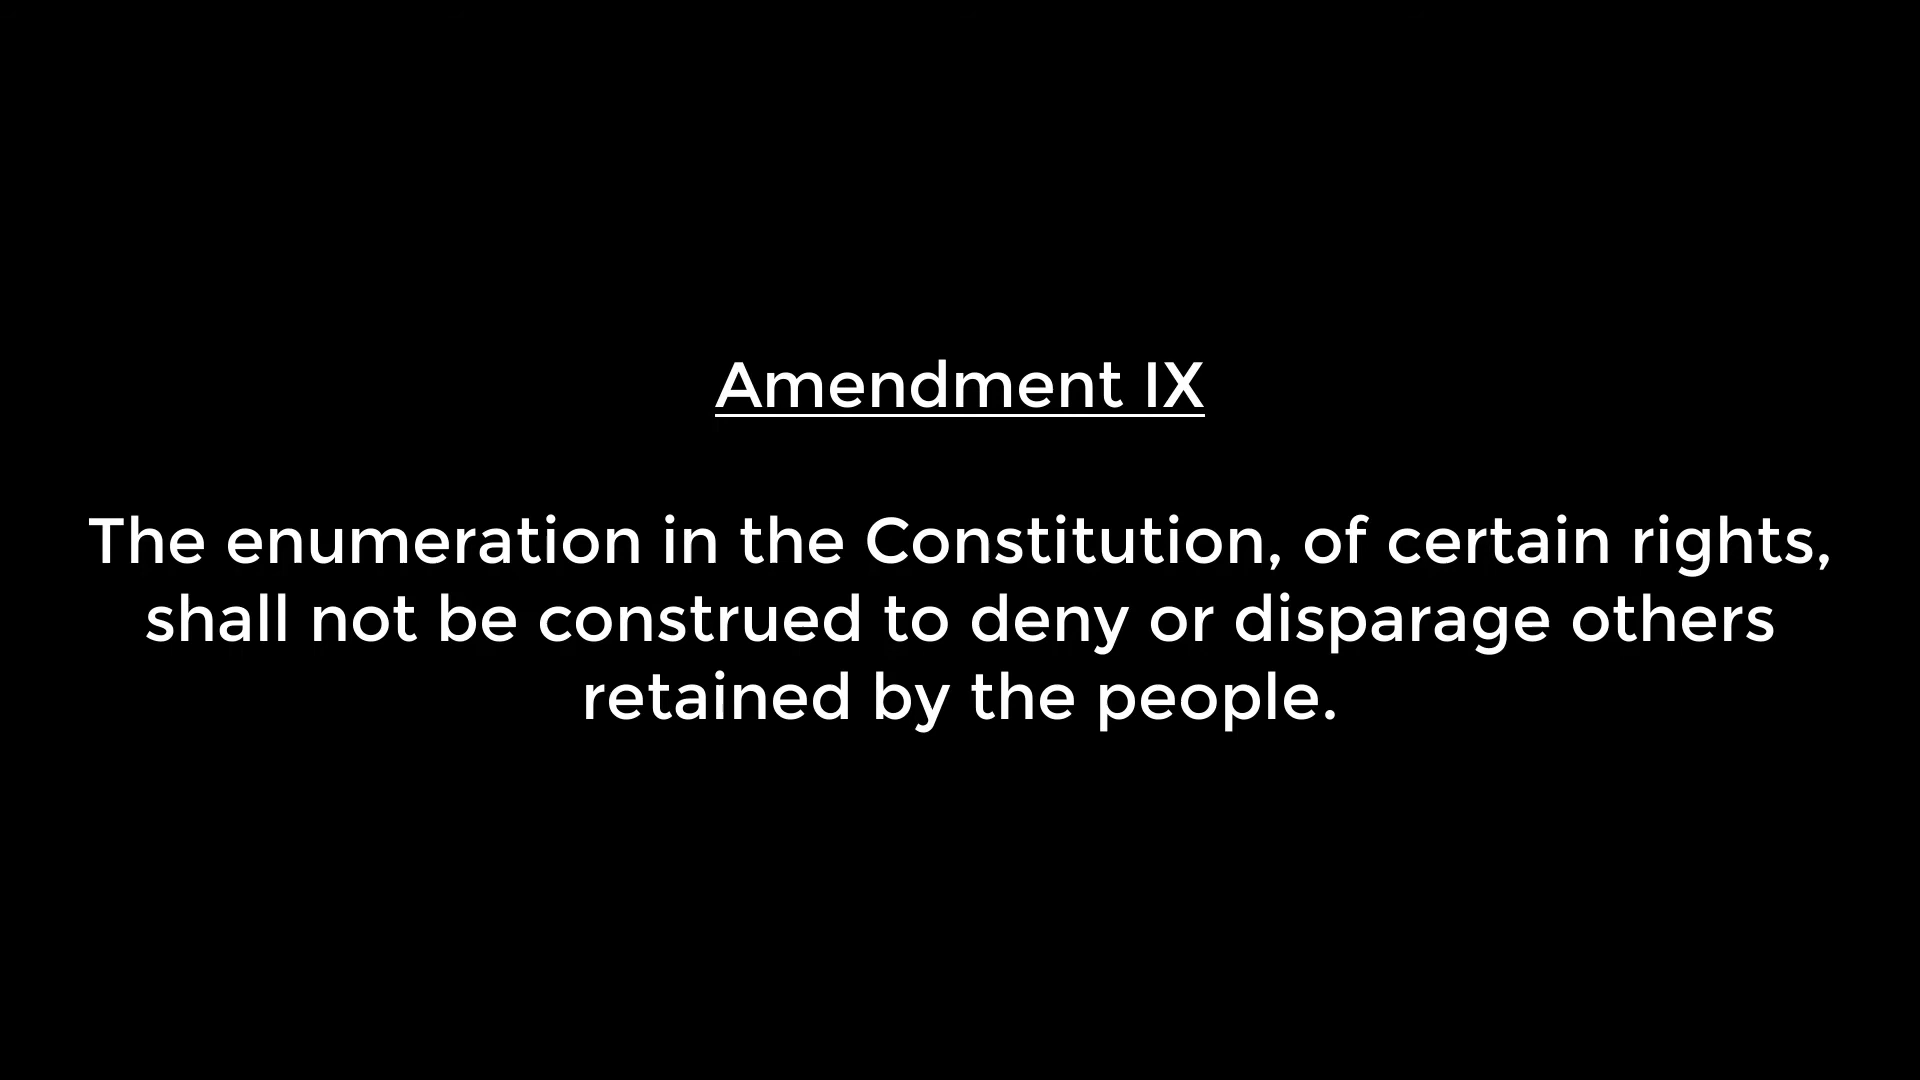 Amendment IX
The enumeration in the Constitution, of certain rights,
shall not be construed to deny or disparage others
retained by the people.